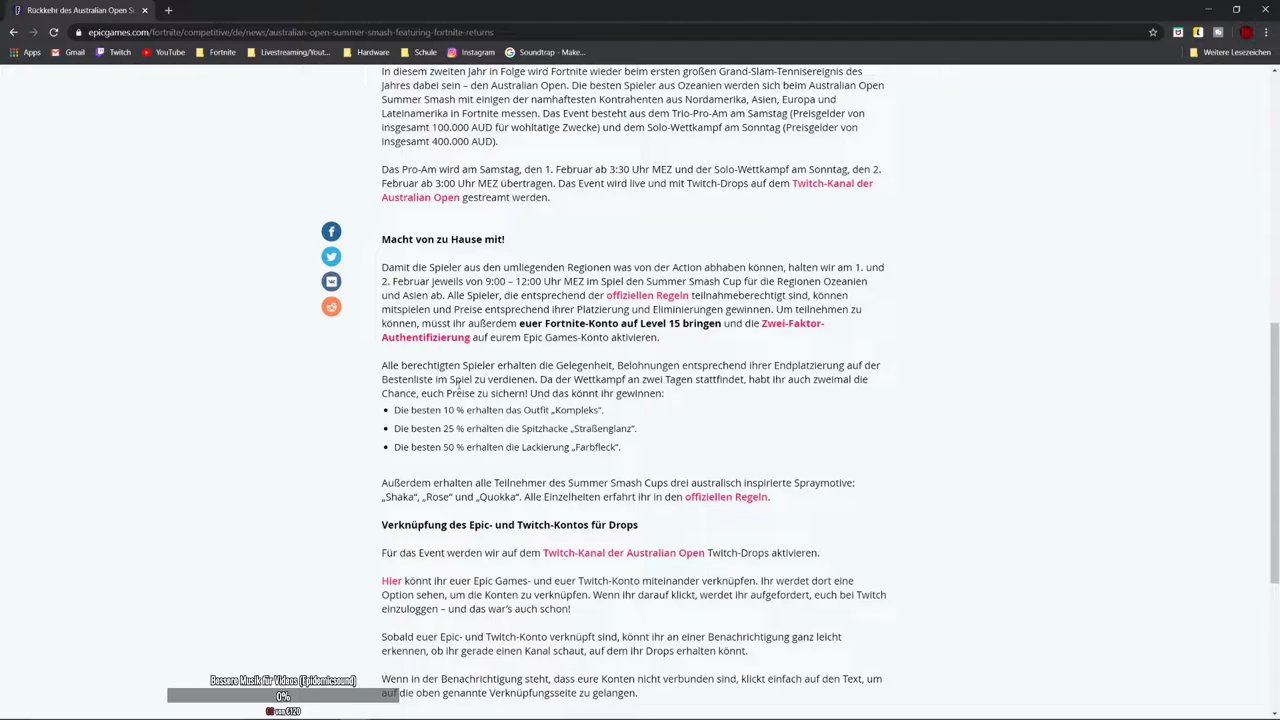 Rückkehr des Australian Open Su
epicgames.com/fortnite/competitive/de/news/australian-open-summer-smash-featuring-fortnite-returns
Apps Gmail Twitch YouTube Fortnite Livestreaming/Yout... Hardware Schule Instagram Soundtrap - Make... Weitere Lesezeichen
In diesem zweiten Jahr in Folge wird Fortnite wieder beim ersten großen Grand-Slam-Tennisereignis des
Jahres dabei sein – den Australian Open. Die besten Spieler aus Ozeanien werden sich beim Australian Open
Summer Smash mit einigen der namhaftesten Kontrahenten aus Nordamerika, Asien, Europa und
Lateinamerika in Fortnite messen. Das Event besteht aus dem Trio-Pro-Am am Samstag (Preisgelder von
insgesamt 100.000 AUD für wohltätige Zwecke) und dem Solo-Wettkampf am Sonntag (Preisgelder von
insgesamt 400.000 AUD).
Das Pro-Am wird am Samstag, den 1. Februar ab 3:30 Uhr MEZ und der Solo-Wettkampf am Sonntag, den 2.
Februar ab 3:00 Uhr MEZ übertragen. Das Event wird live und mit Twitch-Drops auf dem Twitch-Kanal der
Australian Open gestreamt werden.
Macht von zu Hause mit!
Damit die Spieler aus den umliegenden Regionen was von der Action abhaben können, halten wir am 1. und
2. Februar jeweils von 9:00 – 12:00 Uhr MEZ im Spiel den Summer Smash Cup für die Regionen Ozeanien
und Asien ab. Alle Spieler, die entsprechend der offiziellen Regeln teilnahmeberechtigt sind, können
mitspielen und Preise entsprechend ihrer Platzierung und Eliminierungen gewinnen. Um teilnehmen zu
können, müsst ihr außerdem euer Fortnite-Konto auf Level 15 bringen und die Zwei-Faktor-
Authentifizierung auf eurem Epic Games-Konto aktivieren.
Alle berechtigten Spieler erhalten die Gelegenheit, Belohnungen entsprechend ihrer Endplatzierung auf der
Bestenliste im Spiel zu verdienen. Da der Wettkampf an zwei Tagen stattfindet, habt ihr auch zweimal die
Chance, euch Preise zu sichern! Und das könnt ihr gewinnen:
• Die besten 10 % erhalten das Outfit „Kompleks“.
• Die besten 25 % erhalten die Spitzhacke „Straßenglanz“.
• Die besten 50 % erhalten die Lackierung „Farbfleck“.
Außerdem erhalten alle Teilnehmer des Summer Smash Cups drei australisch inspirierte Spraymotive:
„Shaka“, „Rose“ und „Quokka“. Alle Einzelheiten erfahrt ihr in den offiziellen Regeln.
Verknüpfung des Epic- und Twitch-Kontos für Drops
Für das Event werden wir auf dem Twitch-Kanal der Australian Open Twitch-Drops aktivieren.
Hier könnt ihr euer Epic Games- und euer Twitch-Konto miteinander verknüpfen. Ihr werdet dort eine
Option sehen, um die Konten zu verknüpfen. Wenn ihr darauf klickt, werdet ihr aufgefordert, euch bei Twitch
einzuloggen – und das war’s auch schon!
Sobald euer Epic- und Twitch-Konto verknüpft sind, könnt ihr an einer Benachrichtigung ganz leicht
erkennen, ob ihr gerade einen Kanal schaut, auf dem ihr Drops erhalten könnt.
Wenn in der Benachrichtigung steht, dass eure Konten nicht verbunden sind, klickt einfach auf den Text, um
auf die oben genannte Verknüpfungsseite zu gelangen.
Bessere Musik für Videos (Epidemicsound)
0%
€0 von €120